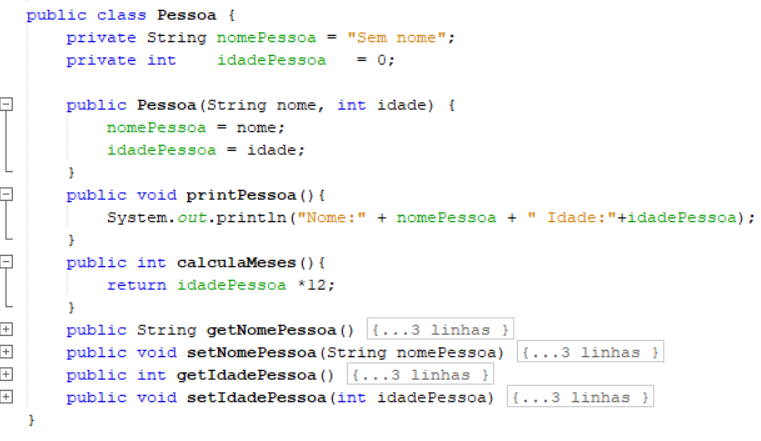 public class Pessoa {
private String nomePessoa = "Sem nome";
private int idadePessoa = 0;
public Pessoa(String nome, int idade) {
nomePessoa = nome;
idadePessoa = idade;
}
public void printPessoa(){
System.out.println("Nome:" + nomePessoa + " Idade:"+idadePessoa);
}
public int calculaMeses(){
return idadePessoa *12;
}
public String getNomePessoa() {...3 linhas }
public void setNomePessoa(String nomePessoa) {...3 linhas }
public int getIdadePessoa() {...3 linhas }
public void setIdadePessoa(int idadePessoa) {...3 linhas }
}